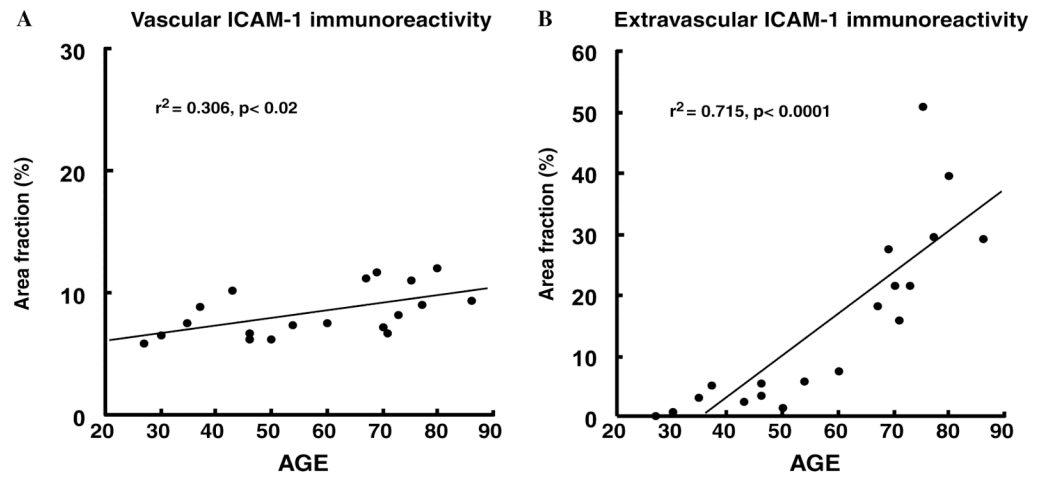 A
Vascular ICAM-1 immunoreactivity
30
20
10
0
Area fraction (%)
r2 = 0.306, p< 0.02
20 30 40 50 60 70 80 90
AGE
B
Extravascular ICAM-1 immunoreactivity
60
50
40
30
20
10
0
Area fraction (%)
r2 = 0.715, p< 0.0001
20 30 40 50 60 70 80 90
AGE